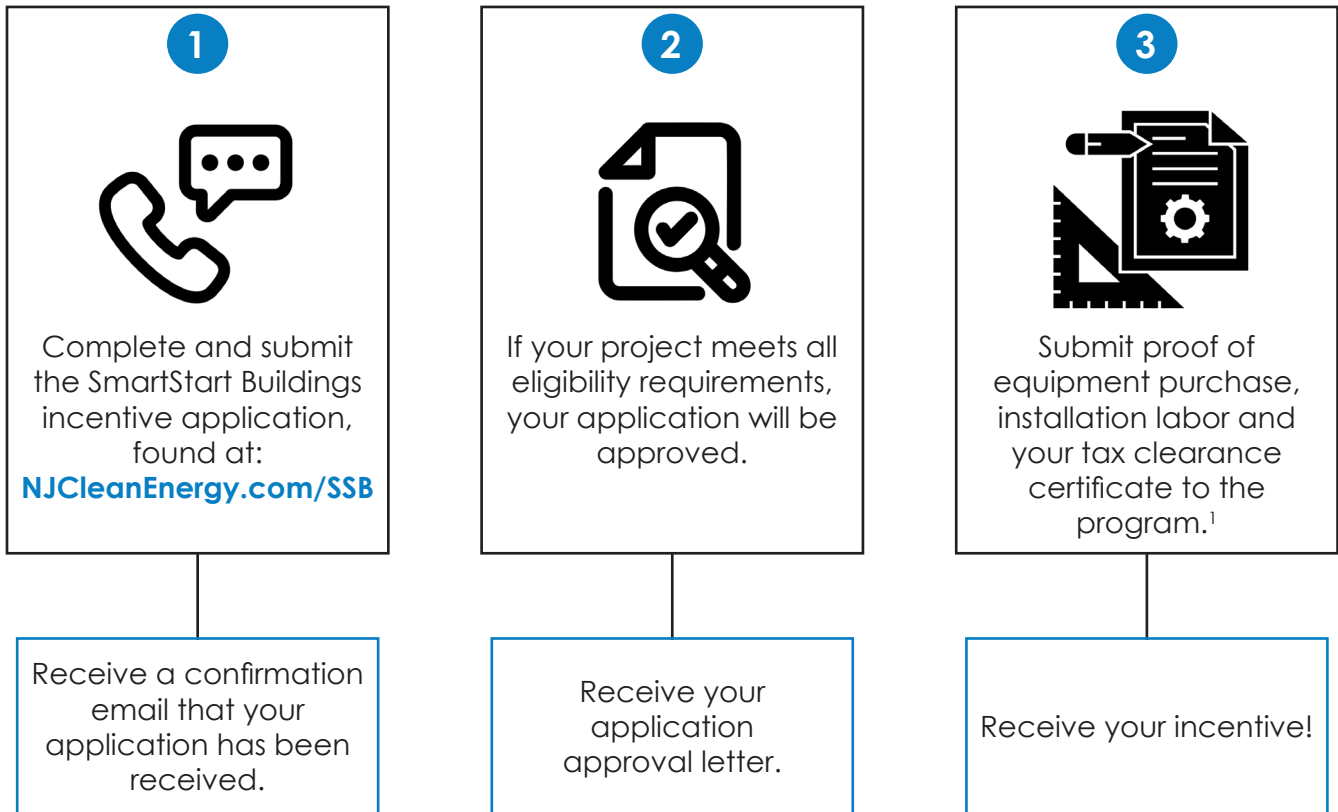 1
Complete and submit
the SmartStart Buildings
incentive application,
found at:
NJCleanEnergy.com/SSB
Receive a confirmation
email that your
application has been
received.
2
If your project meets all
eligibility requirements,
your application will be
approved.
Receive your
application
approval letter.
3
Submit proof of
equipment purchase,
installation labor and
your tax clearance
certificate to the
program.¹
Receive your incentive!